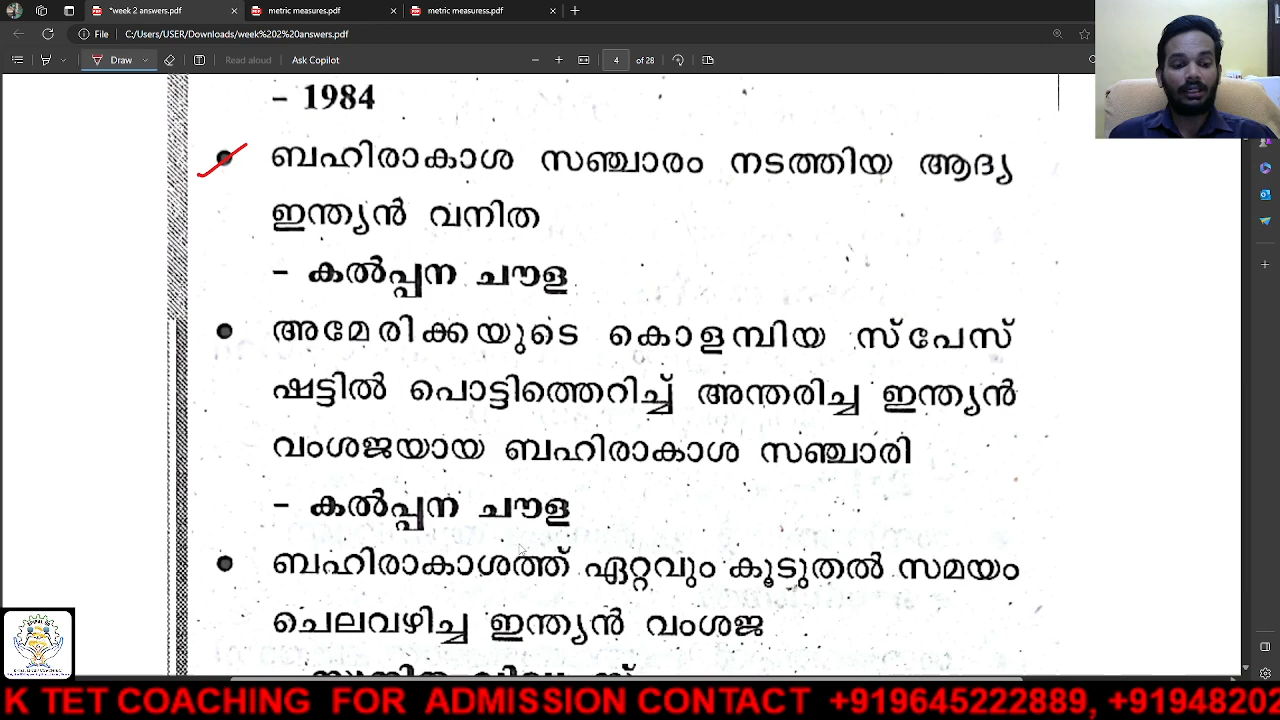 *week 2 answers.pdf
metric measures.pdf
metric measuress.pdf
File C:/Users/USER/Downloads/week%202%20answers.pdf
Draw Read aloud Ask Copilot 4 of 28
- 1984
ബഹിരാകാശ സഞ്ചാരം നടത്തിയ ആദ്യ
ഇന്ത്യൻ വനിത
- കൽപ്പന ചൗള
അമേരിക്കയുടെ കൊളമ്പിയ സ്പേസ്
ഷട്ടിൽ പൊട്ടിത്തെറിച്ച് അന്തരിച്ച ഇന്ത്യൻ
വംശജയായ ബഹിരാകാശ സഞ്ചാരി
- കൽപ്പന ചൗള
ബഹിരാകാശത്ത് ഏറ്റവും കൂടുതൽ സമയം
ചെലവഴിച്ച ഇന്ത്യൻ വംശജ
K TET COACHING FOR ADMISSION CONTACT +919645222889, +9194820